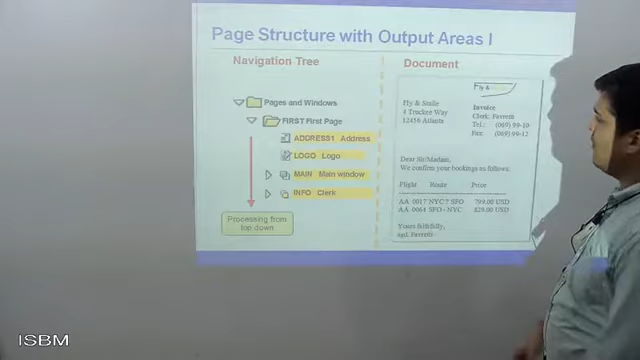 Page Structure with Output Areas I
Navigation Tree
Pages and Windows
FIRST First Page
ADDRESS1 Address
LOGO Logo
MAIN Main window
INFO Clerk
Processing from
top down
Document
Fly &
Fly & Smile
4 Truckee Way
12456 Atlanta
Invoice
Clerk: Favretti
Tel.: (069) 99-10
Fax: (069) 99-12
Dear Sir/Madam,
We confirm your bookings as follows:
Flight Route Price
AA 0017 NYC ? SFO 799.00 USD
AA 0064 SFO - NYC 829.00 USD
Yours faithfully,
Favretti
ISBM